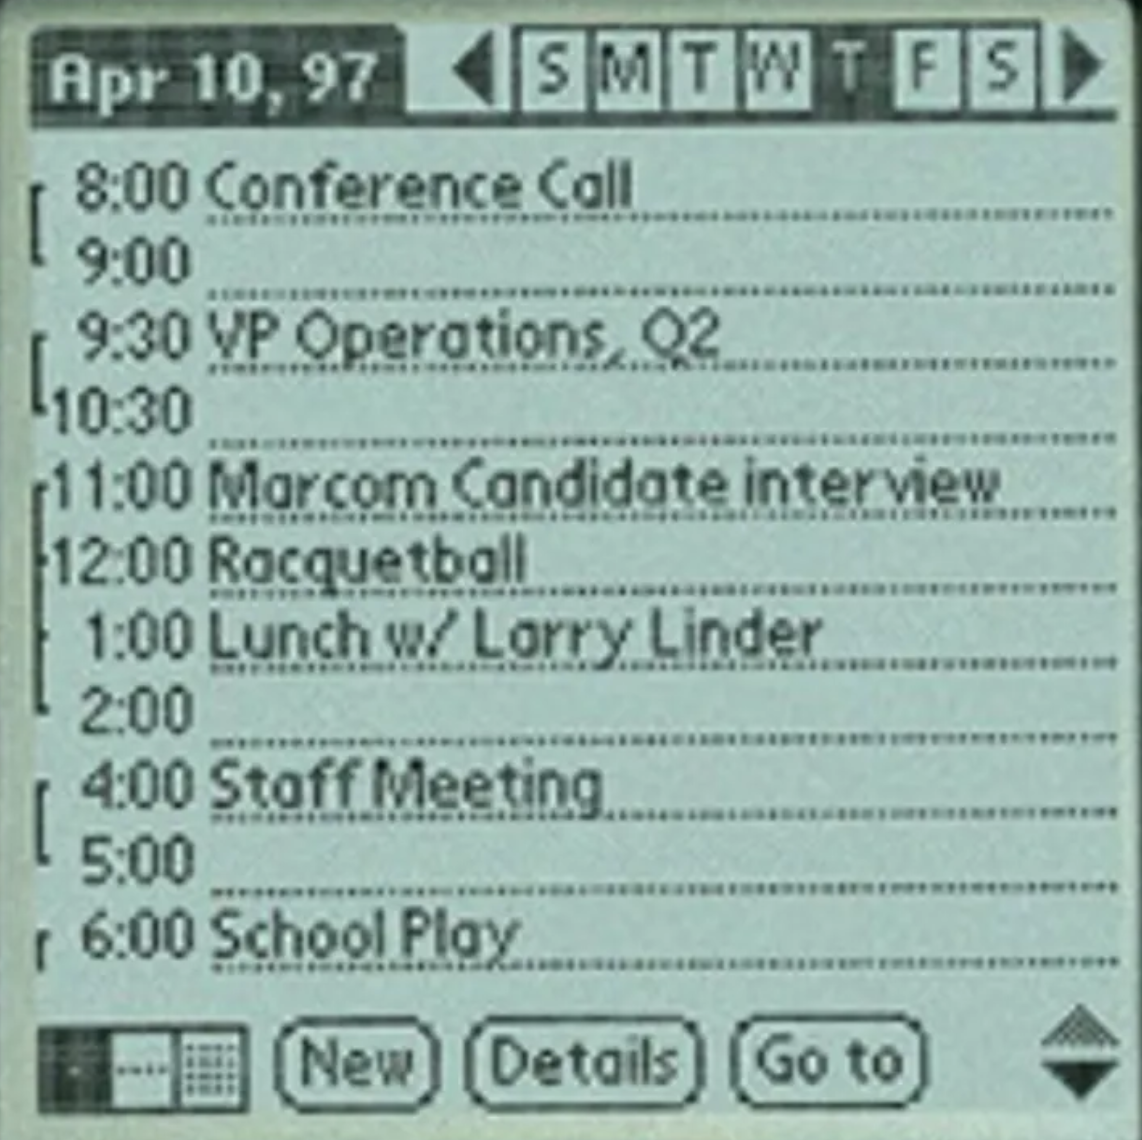 Apr 10, 97 S M T W T F S
8:00 Conference Call
9:00
9:30 VP Operations, Q2
10:30
11:00 Marcom Candidate interview
12:00 Racquetball
1:00 Lunch w/ Larry Linder
2:00
4:00 Staff Meeting
5:00
6:00 School Play
New Details Go to